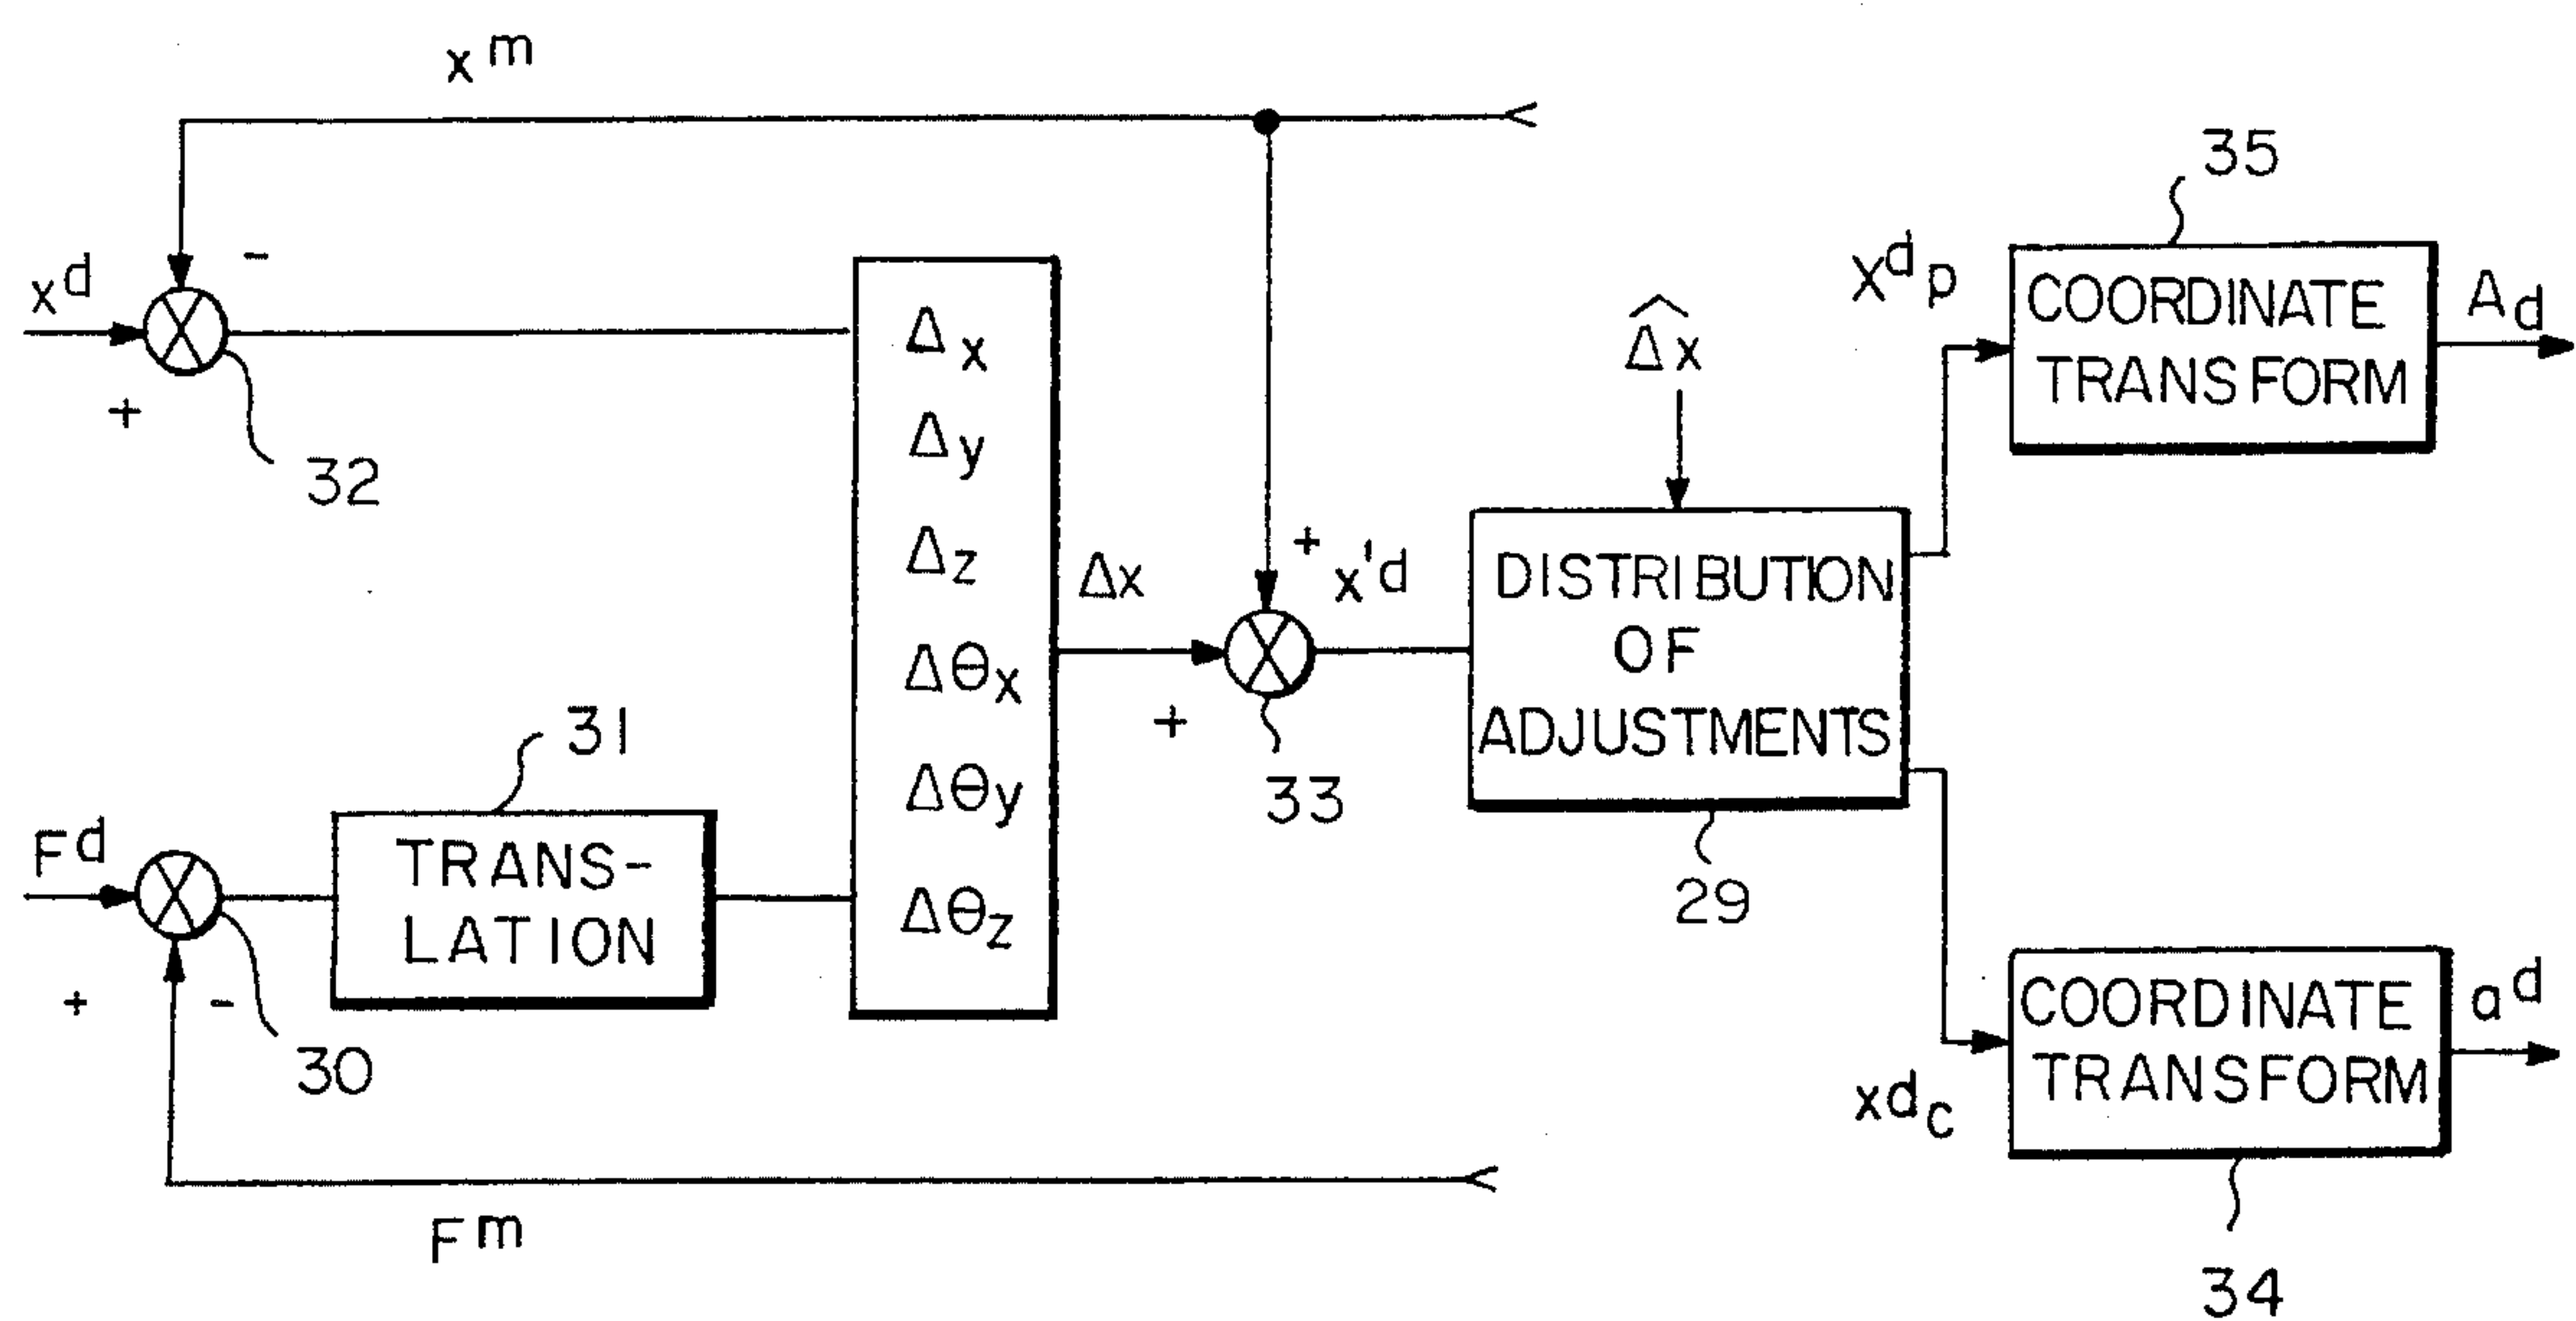 x^m
35
x^d
-
+
32
Δx
Δy
Δz
Δθx
Δθy
Δθz
Δx
+
x'^d
+
33
Δ̂x
DISTRIBUTION
OF
ADJUSTMENTS
29
X^d p
COORDINATE
TRANSFORM
A d
31
F^d
TRANS-
LATION
+
-
30
F^m
x^d c
COORDINATE
TRANSFORM
a^d
34